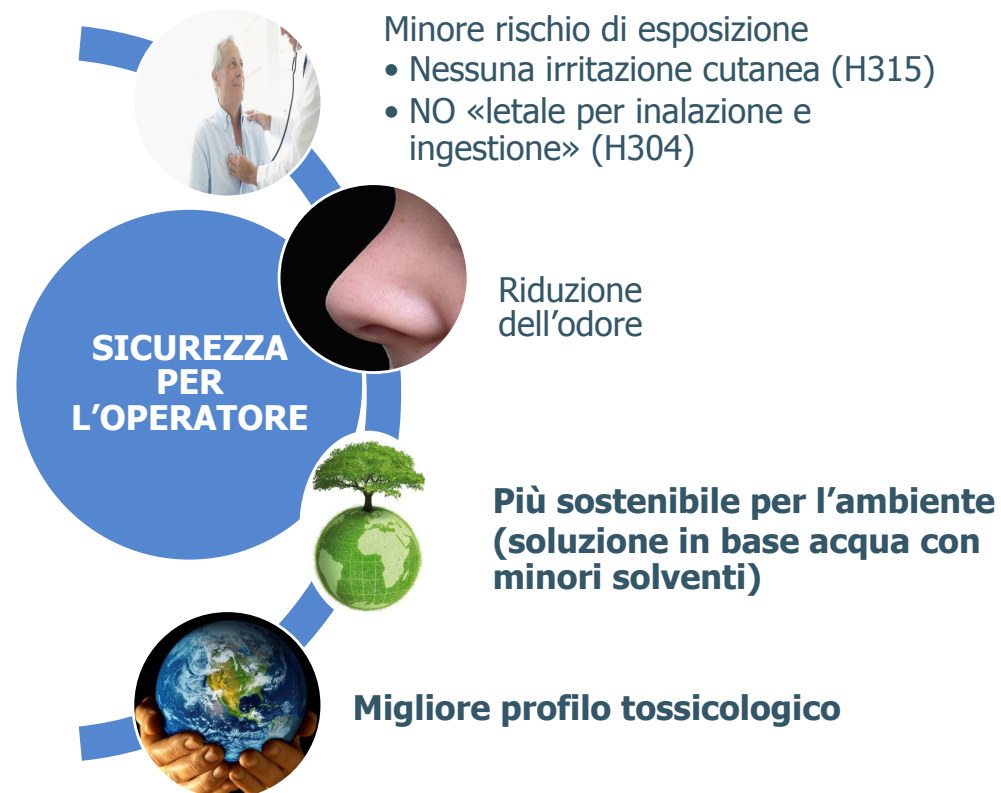 Minore rischio di esposizione
• Nessuna irritazione cutanea (H315)
• NO «letale per inalazione e
ingestione» (H304)
Riduzione
dell’odore
SICUREZZA
PER
L’OPERATORE
Più sostenibile per l’ambiente
(soluzione in base acqua con
minori solventi)
Migliore profilo tossicologico